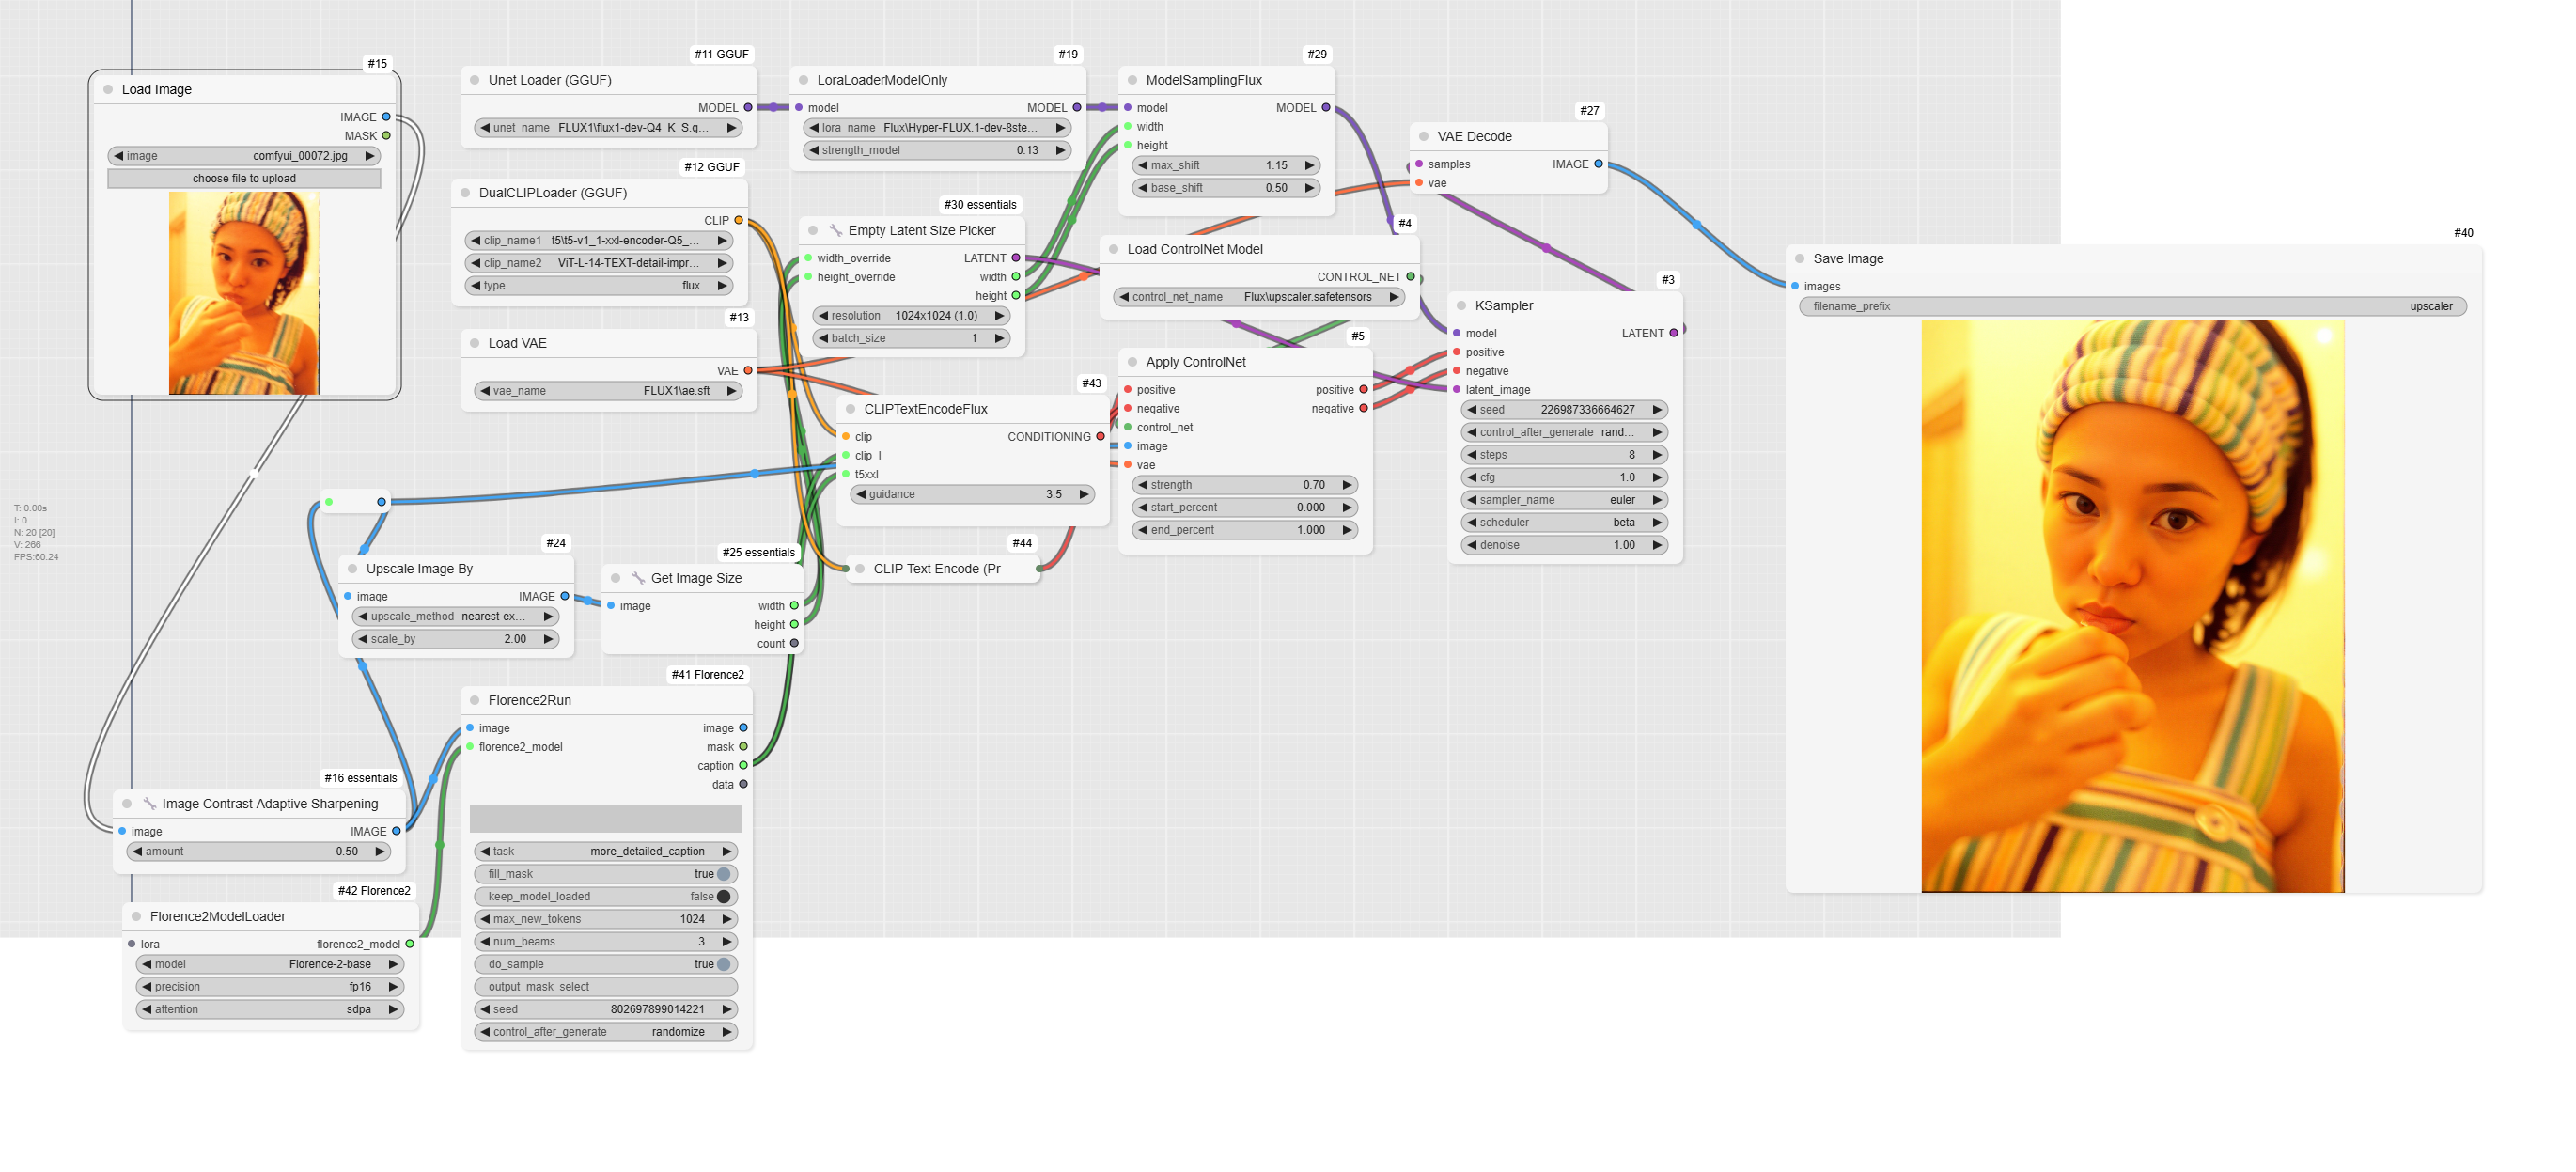 #15
Load Image
IMAGE
MASK
image comfyui_00072.jpg
choose file to upload
#11 GGUF
Unet Loader (GGUF)
MODEL
unet_name FLUX1\flux1-dev-Q4_K_S.g...
#12 GGUF
DualCLIPLoader (GGUF)
CLIP
clip_name1 t5\t5-v1_1-xxl-encoder-Q5_...
clip_name2 ViT-L-14-TEXT-detail-impr...
type flux
#13
Load VAE
VAE
vae_name FLUX1\ae.sft
#19
LoraLoaderModelOnly
model MODEL
lora_name Flux\Hyper-FLUX.1-dev-8ste...
strength_model 0.13
#30 essentials
Empty Latent Size Picker
width_override LATENT
height_override width
height
resolution 1024x1024 (1.0)
batch_size 1
#29
ModelSamplingFlux
model MODEL
width
height
max_shift 1.15
base_shift 0.50
#4
Load ControlNet Model
CONTROL_NET
control_net_name Flux\upscaler.safetensors
#5
Apply ControlNet
positive positive
negative negative
control_net
image
vae
strength 0.70
start_percent 0.000
end_percent 1.000
#43
CLIPTextEncodeFlux
clip CONDITIONING
clip_l
t5xxl
guidance 3.5
#44
CLIP Text Encode (Pr
#27
VAE Decode
samples IMAGE
vae
#3
KSampler
model LATENT
positive
negative
latent_image
seed 226987336664627
control_after_generate rand...
steps 8
cfg 1.0
sampler_name euler
scheduler beta
denoise 1.00
#40
Save Image
images
filename_prefix upscaler
T: 0.00s
I: 0
N: 20 [20]
V: 266
FPS:60.24
#24
Upscale Image By
image IMAGE
upscale_method nearest-ex...
scale_by 2.00
#25 essentials
Get Image Size
image width
height
count
#41 Florence2
Florence2Run
image image
florence2_model mask
caption
data
task more_detailed_caption
fill_mask true
keep_model_loaded false
max_new_tokens 1024
num_beams 3
do_sample true
output_mask_select
seed 802697899014221
control_after_generate randomize
#16 essentials
Image Contrast Adaptive Sharpening
image IMAGE
amount 0.50
#42 Florence2
Florence2ModelLoader
lora florence2_model
model Florence-2-base
precision fp16
attention sdpa